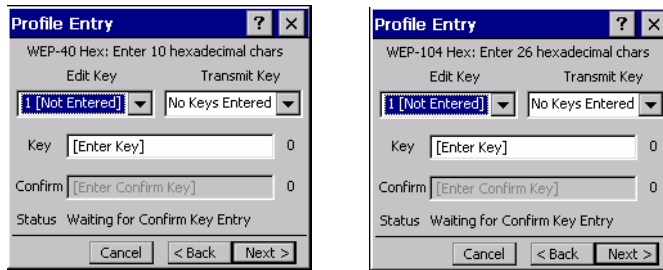 Profile Entry ? ×
WEP-40 Hex: Enter 10 hexadecimal chars
Edit Key Transmit Key
1 [Not Entered] No Keys Entered
Key [Enter Key] 0
Confirm [Enter Confirm Key] 0
Status Waiting for Confirm Key Entry
Cancel < Back Next >
Profile Entry ? ×
WEP-104 Hex: Enter 26 hexadecimal chars
Edit Key Transmit Key
1 [Not Entered] No Keys Entered
Key [Enter Key] 0
Confirm [Enter Confirm Key] 0
Status Waiting for Confirm Key Entry
Cancel < Back Next >